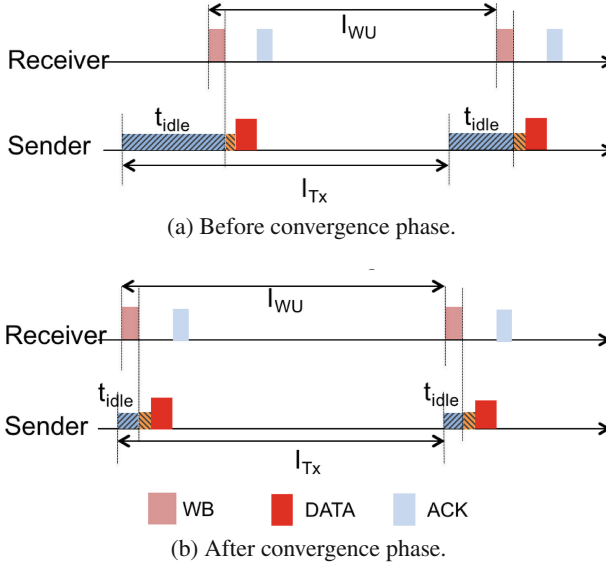 I_WU
Receiver
t_idle t_idle
Sender
I_Tx
(a) Before convergence phase.
I_WU
Receiver
t_idle t_idle
Sender
I_Tx
WB DATA ACK
(b) After convergence phase.